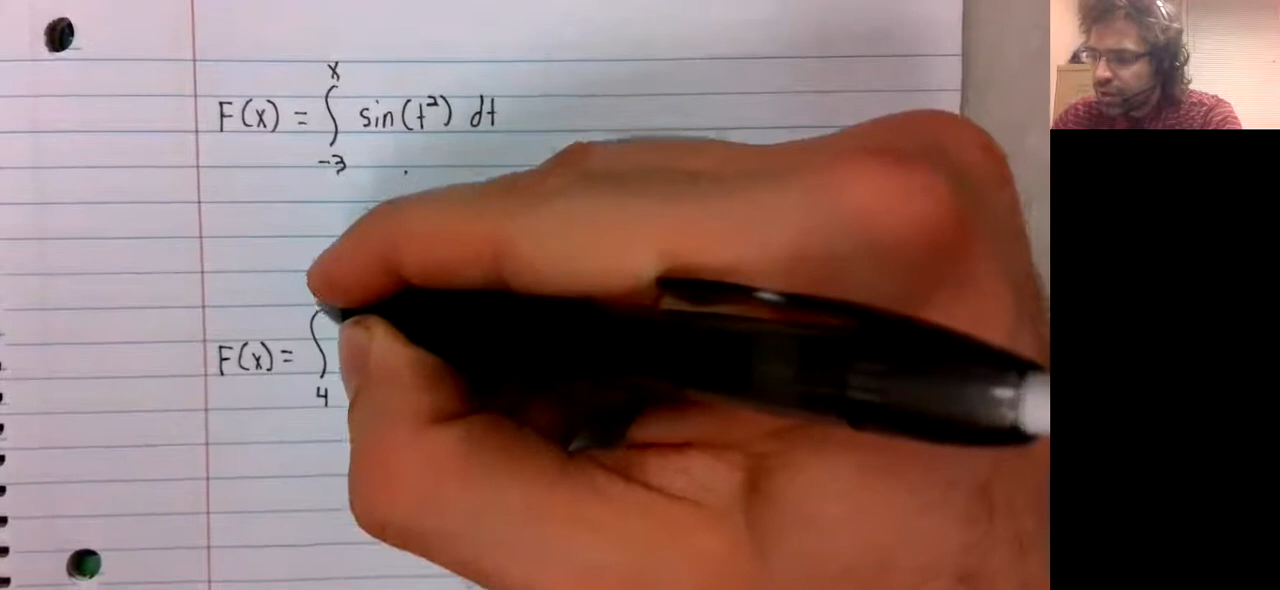 F(x) = ∫_{-3}^{x} sin(t²) dt
F(x) = ∫_{4}